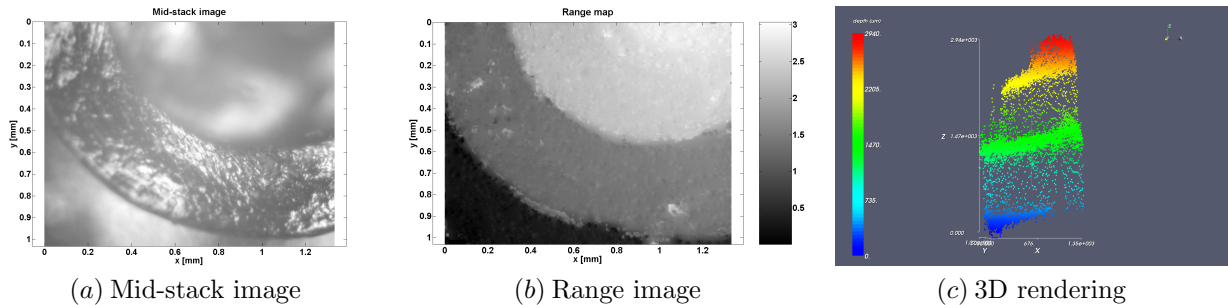 Mid-stack image
0
0.1
0.2
0.3
0.4
0.5
0.6
0.7
0.8
0.9
1
y [mm]
0 0.2 0.4 0.6 0.8 1 1.2
x [mm]
(a) Mid-stack image
Range map
0
0.1
0.2
0.3
0.4
0.5
0.6
0.7
0.8
0.9
1
y [mm]
0 0.2 0.4 0.6 0.8 1 1.2
x [mm]
3
2.5
2
1.5
1
0.5
(b) Range image
depth (um)
2940.
2205.
1470.
735.
0.
2.94e+003
Z
1.47e+003
0.000
Y
676.
X
1.35e+003
(c) 3D rendering